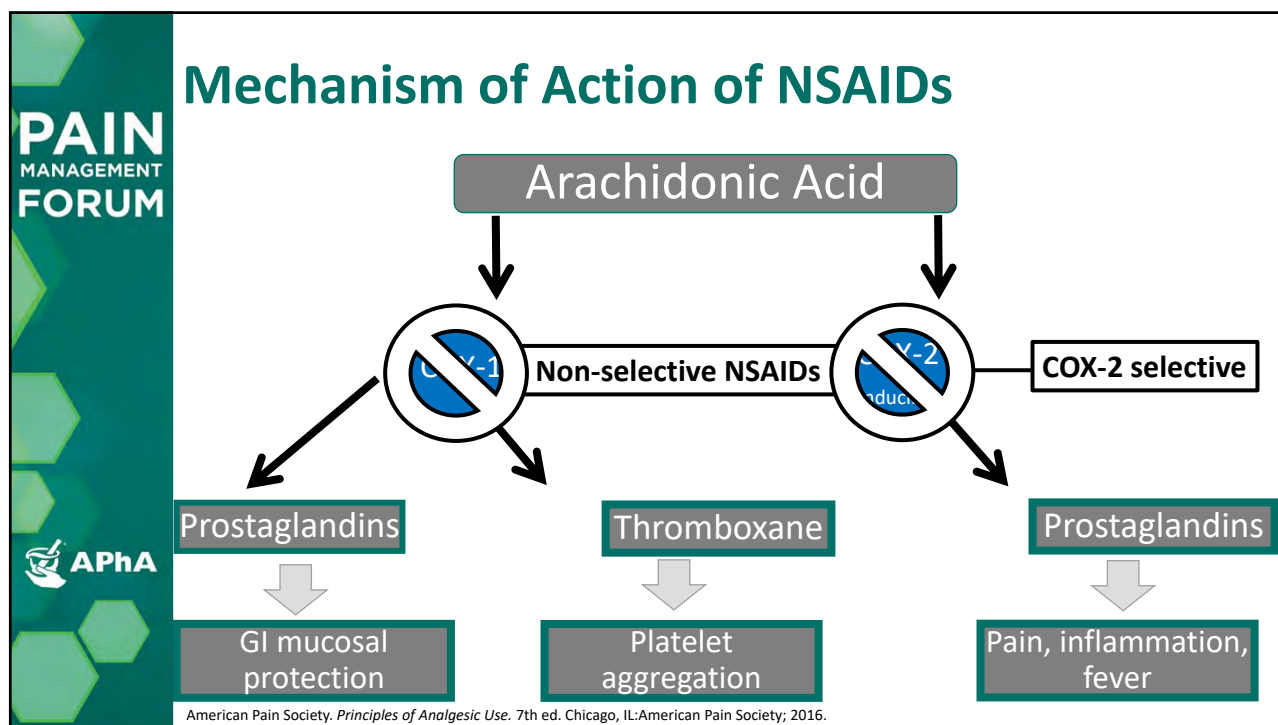 PAIN
MANAGEMENT
FORUM
APhA
Mechanism of Action of NSAIDs
Arachidonic Acid
Non-selective NSAIDs
COX-2 selective
Prostaglandins
Thromboxane
Prostaglandins
GI mucosal
protection
Platelet
aggregation
Pain, inflammation,
fever
American Pain Society. Principles of Analgesic Use. 7th ed. Chicago, IL:American Pain Society; 2016.